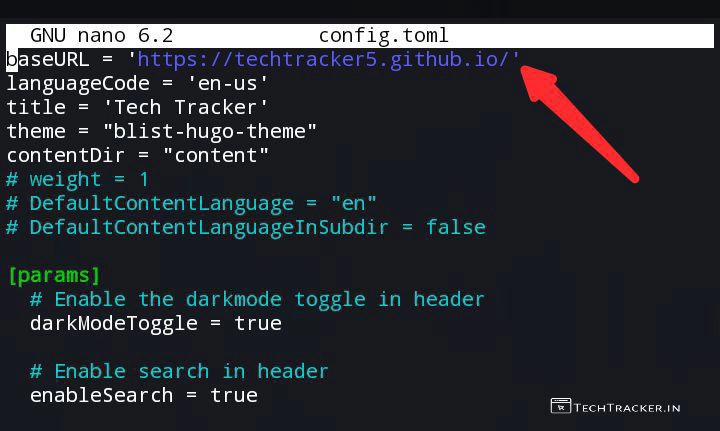 GNU nano 6.2 config.toml
baseURL = 'https://techtracker5.github.io/'
languageCode = 'en-us'
title = 'Tech Tracker'
theme = "blist-hugo-theme"
contentDir = "content"
# weight = 1
# DefaultContentLanguage = "en"
# DefaultContentLanguageInSubdir = false
[params]
# Enable the darkmode toggle in header
darkModeToggle = true
# Enable search in header
enableSearch = true
TECHTRACKER.IN